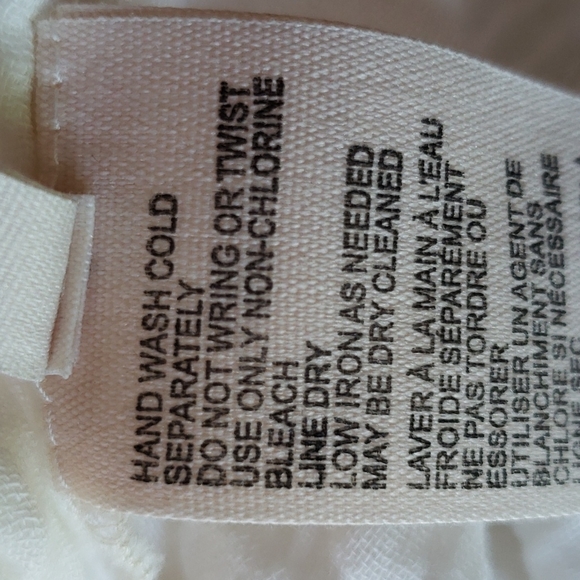 HAND WASH COLD
SEPARATELY
DO NOT WRING OR TWIST
USE ONLY NON-CHLORINE
BLEACH
LINE DRY
LOW IRON AS NEEDED
MAY BE DRY CLEANED
LAVER À LA MAIN À L'EAU
FROIDE SÉPARÉMENT
NE PAS TORDRE OU
ESSORER
UTILISER UN AGENT DE
BLANCHIMENT SANS
CHLORE SI NÉCESSAIRE